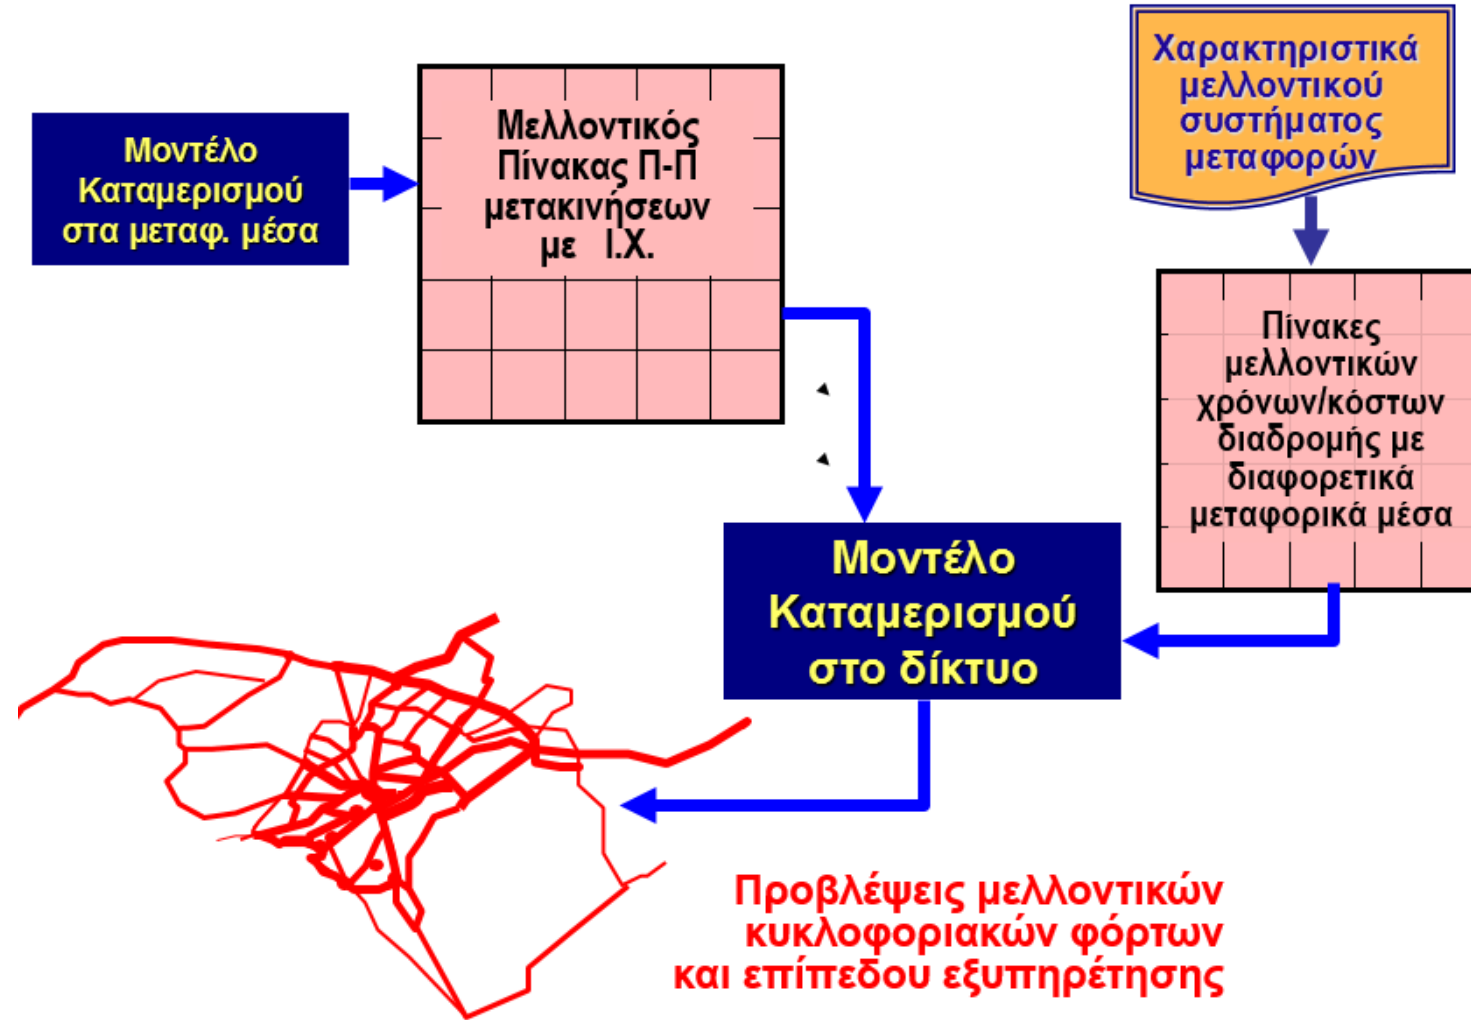 Μοντέλο
Καταμερισμού
στα μεταφ. μέσα
Μελλοντικός
Πίνακας Π-Π
μετακινήσεων
με Ι.Χ.
Χαρακτηριστικά
μελλοντικού
συστήματος
μεταφορών
Πίνακες
μελλοντικών
χρόνων/κόστων
διαδρομής με
διαφορετικά
μεταφορικά μέσα
Μοντέλο
Καταμερισμού
στο δίκτυο
Προβλέψεις μελλοντικών
κυκλοφοριακών φόρτων
και επίπεδου εξυπηρέτησης